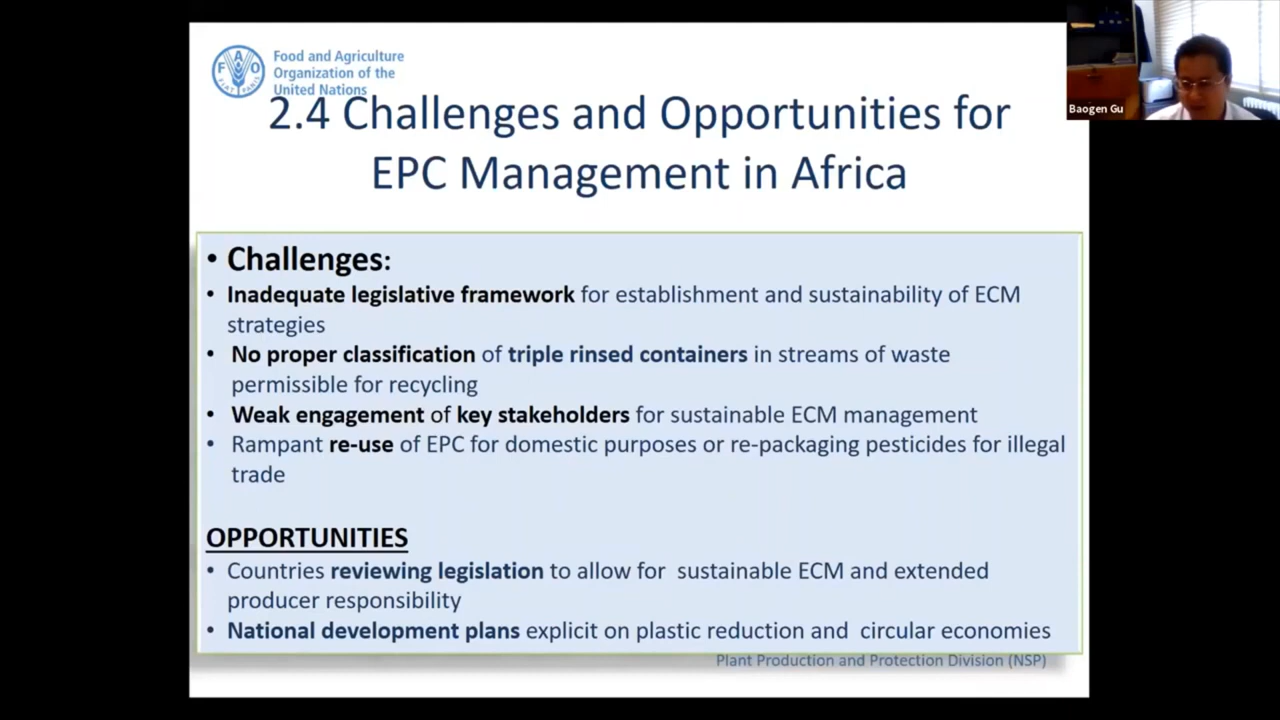 Food and Agriculture
Organization of the
United Nations
2.4 Challenges and Opportunities for
EPC Management in Africa
Baogen Gu
• Challenges:
• Inadequate legislative framework for establishment and sustainability of ECM
strategies
• No proper classification of triple rinsed containers in streams of waste
permissible for recycling
• Weak engagement of key stakeholders for sustainable ECM management
• Rampant re-use of EPC for domestic purposes or re-packaging pesticides for illegal
trade
OPPORTUNITIES
• Countries reviewing legislation to allow for sustainable ECM and extended
producer responsibility
• National development plans explicit on plastic reduction and circular economies
Plant Production and Protection Division (NSP)